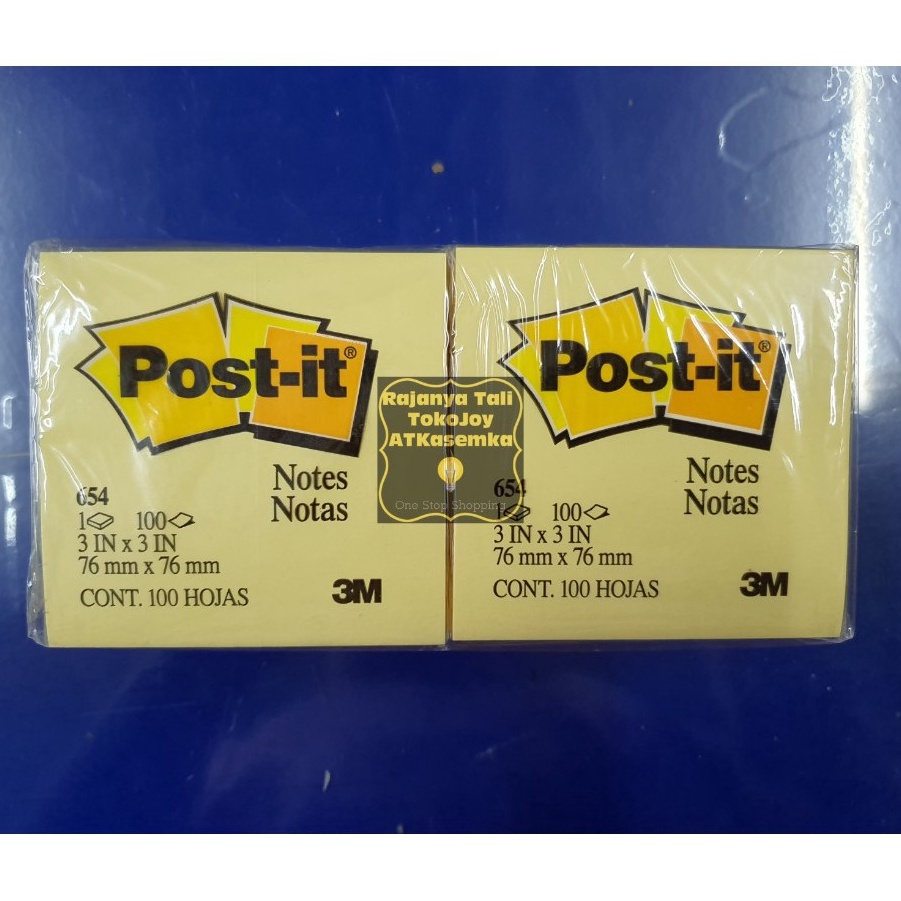 Post-it®
Notes
Notas
654
1 100
3 IN x 3 IN
76 mm x 76 mm
CONT. 100 HOJAS
3M
Rajanya Tali
TokoJoy
ATKasemka
One Stop Shopping
Post-it®
Notes
Notas
654
1 100
3 IN x 3 IN
76 mm x 76 mm
CONT. 100 HOJAS
3M